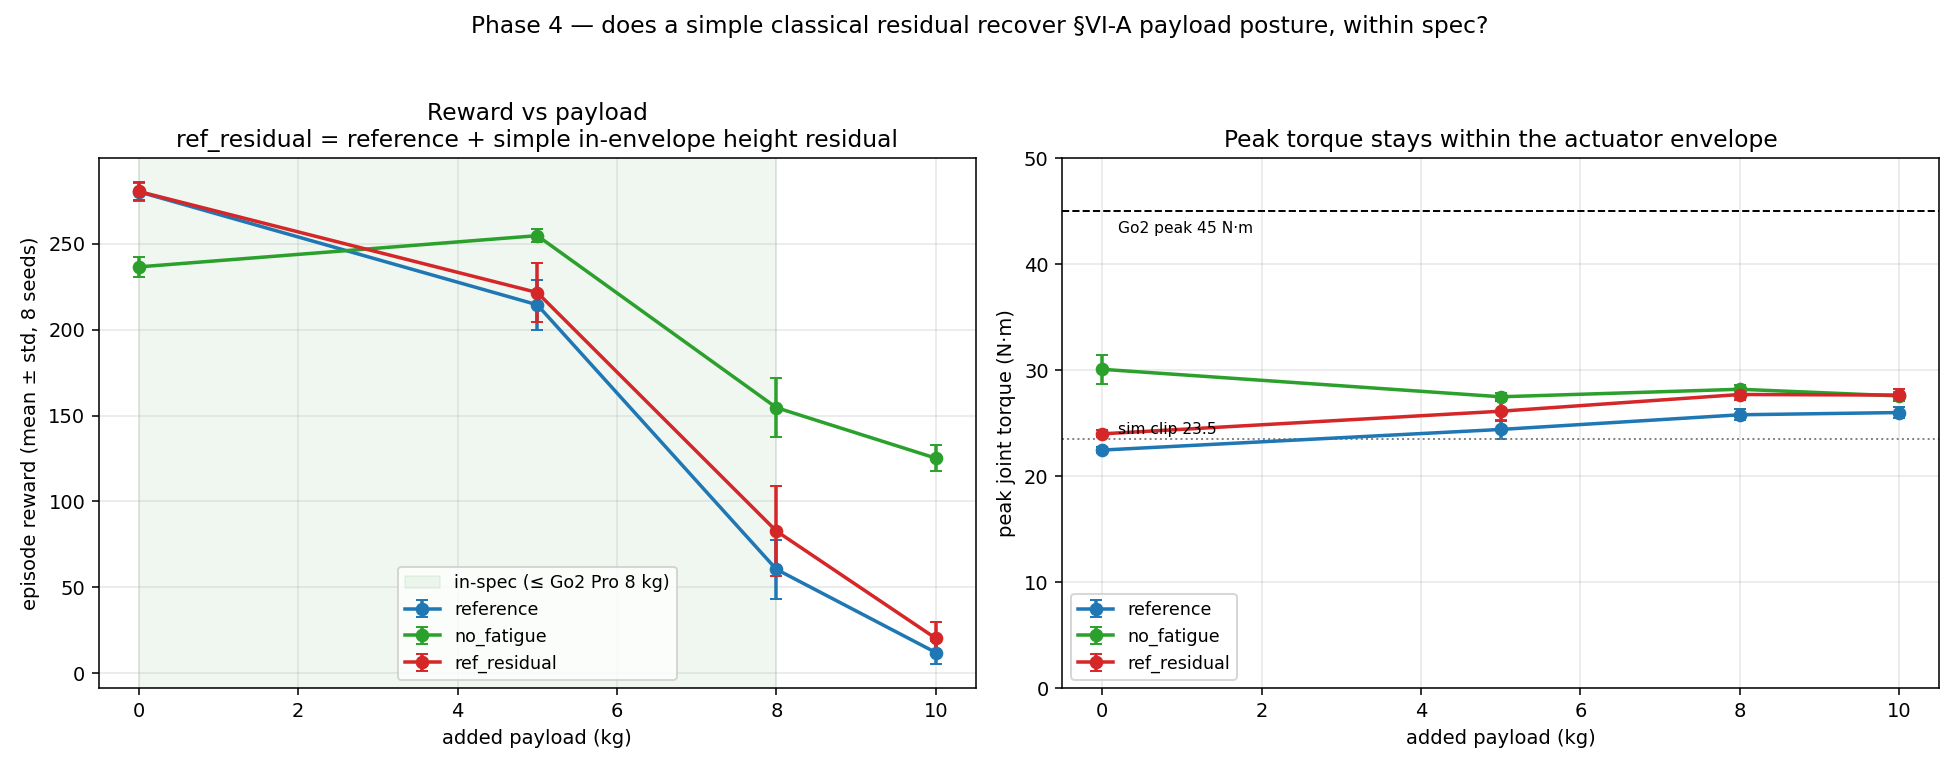 Phase 4 — does a simple classical residual recover §VI-A payload posture, within spec?
Reward vs payload
ref_residual = reference + simple in-envelope height residual
episode reward (mean ± std, 8 seeds)
250
200
150
100
50
0
in-spec (≤ Go2 Pro 8 kg)
reference
no_fatigue
ref_residual
0 2 4 6 8 10
added payload (kg)
Peak torque stays within the actuator envelope
peak joint torque (N·m)
50
40
30
20
10
0
Go2 peak 45 N·m
sim clip 23.5
reference
no_fatigue
ref_residual
0 2 4 6 8 10
added payload (kg)